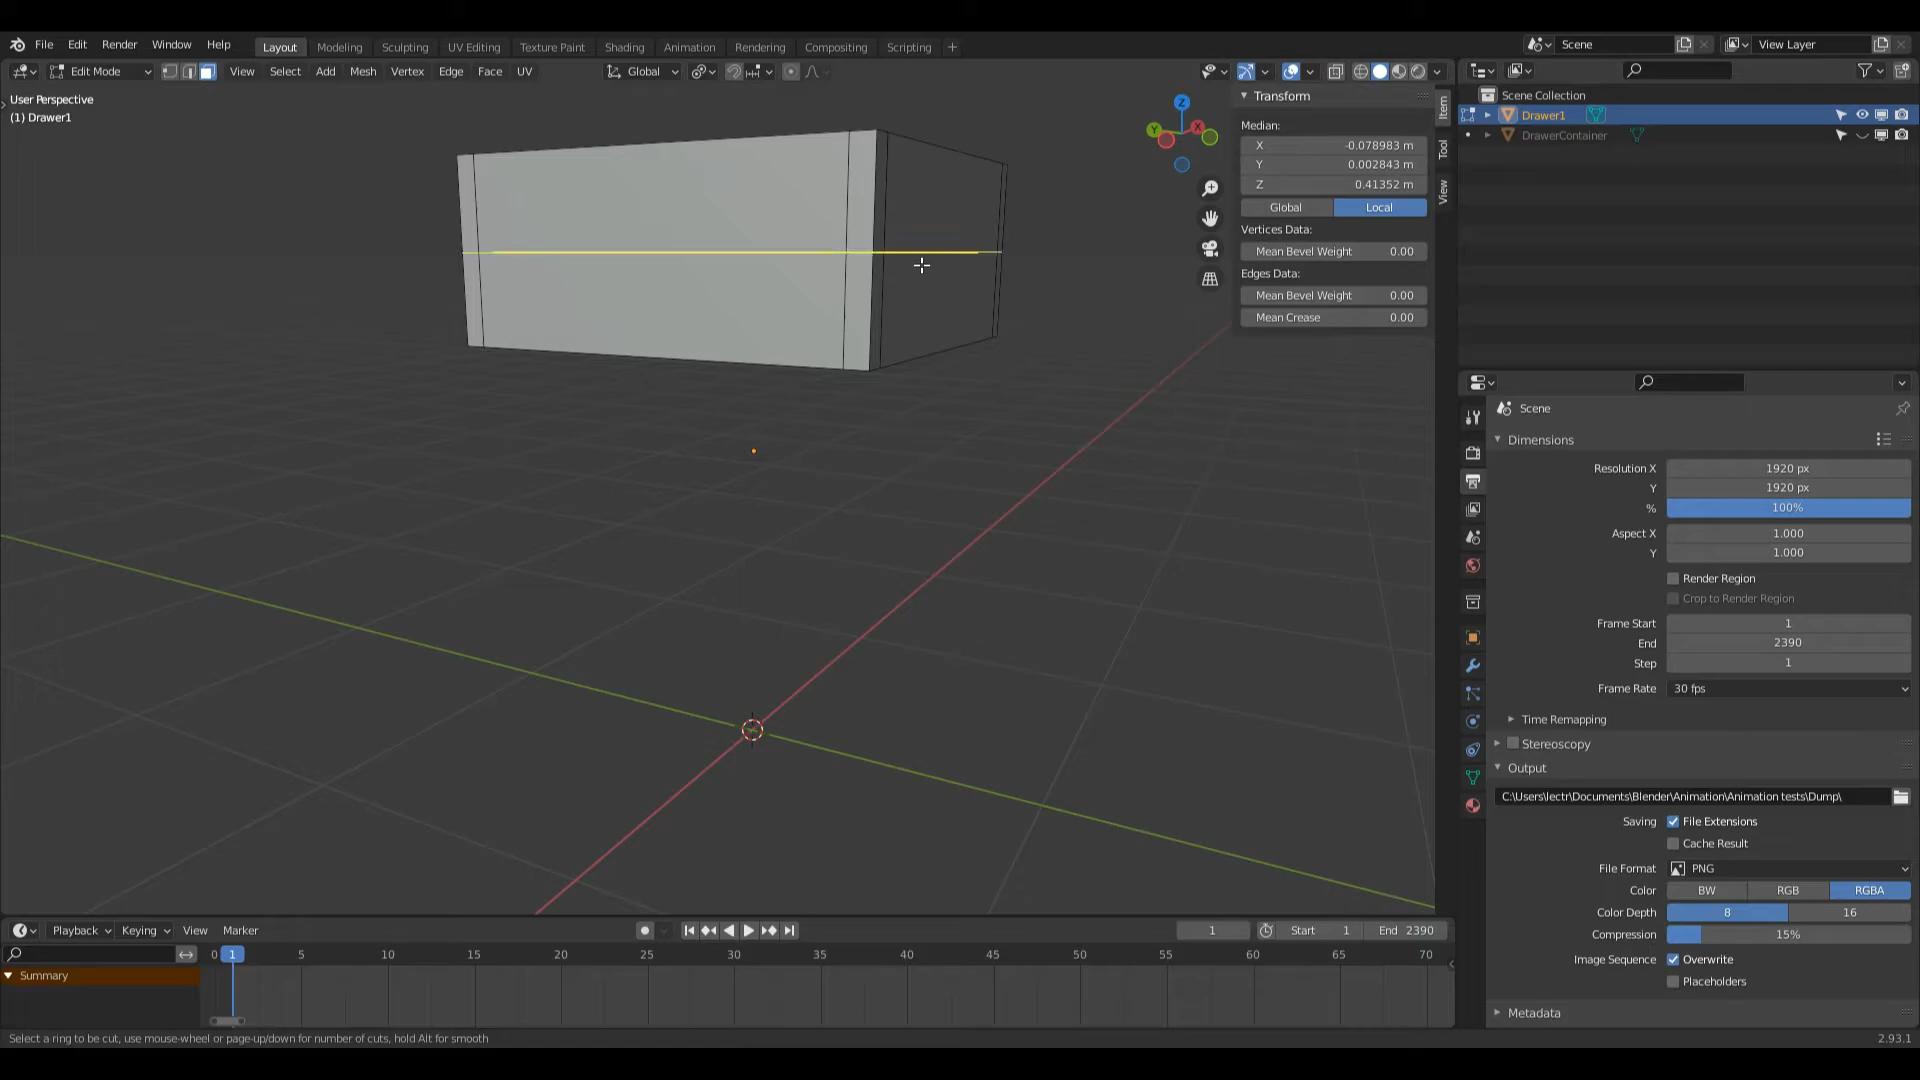 File Edit Render Window Help Layout Modeling Sculpting UV Editing Texture Paint Shading Animation Rendering Compositing Scripting Scene View Layer
Edit Mode View Select Add Mesh Vertex Edge Face UV Global
User Perspective
(1) Drawer1
Z
Y
X
Transform
Median:
X -0.078983 m
Y 0.002843 m
Z 0.41352 m
Global Local
Vertices Data:
Mean Bevel Weight 0.00
Edges Data:
Mean Bevel Weight 0.00
Mean Crease 0.00
Item
Tool
View
Scene Collection
Drawer1
DrawerContainer
Scene
Dimensions
Resolution X 1920 px
Y 1920 px
% 100%
Aspect X 1.000
Y 1.000
Render Region
Crop to Render Region
Frame Start 1
End 2390
Step 1
Frame Rate 30 fps
Time Remapping
Stereoscopy
Output
C:\Users\lectr\Documents\Blender\Animation\Animation tests\Dump\
Saving File Extensions
Cache Result
File Format PNG
Color BW RGB RGBA
Color Depth 8 16
Compression 15%
Image Sequence Overwrite
Placeholders
Metadata
Playback Keying View Marker 1 Start 1 End 2390
0 1 5 10 15 20 25 30 35 40 45 50 55 60 65 70
Summary
Select a ring to be cut, use mouse-wheel or page-up/down for number of cuts, hold Alt for smooth 2.93.1